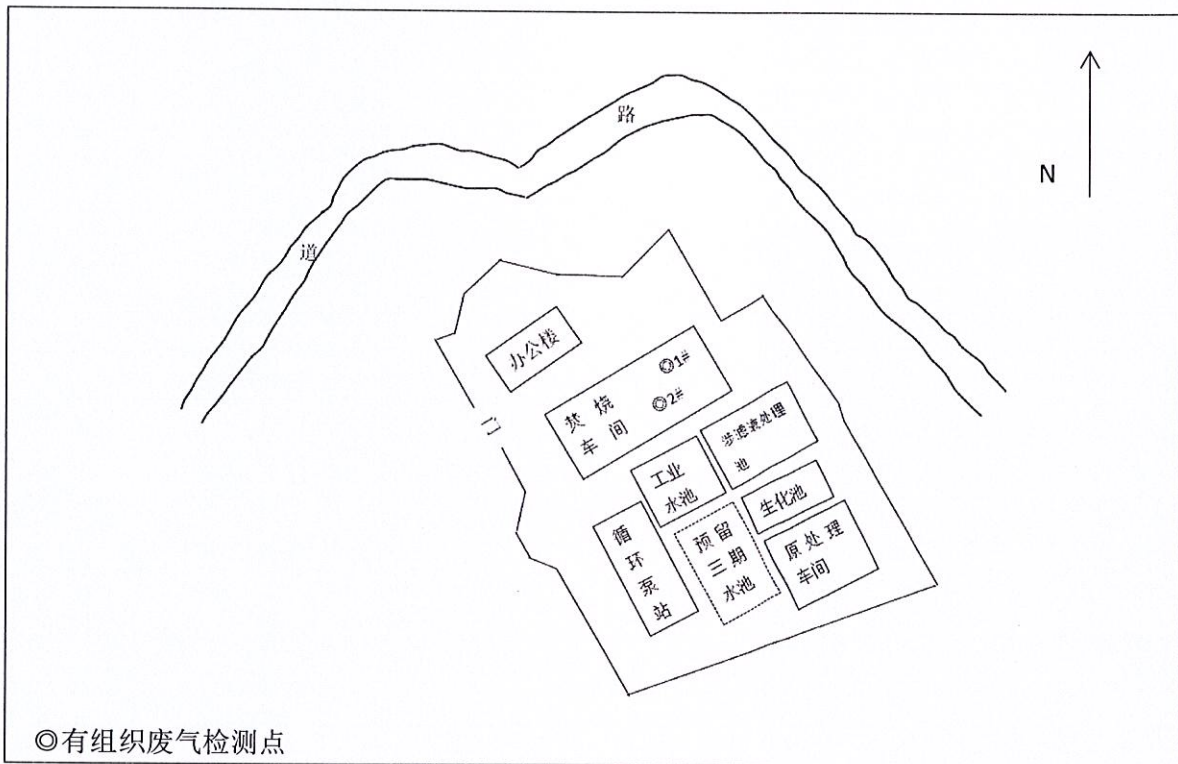 路
N
道
办公楼
◎1#
◎2#
焚 烧
车 间
渗滤液处理
池
工业
水池
生化池
循
环
泵
站
预 留
三 期
水池
原 处 理
车间
门
◎有组织废气检测点